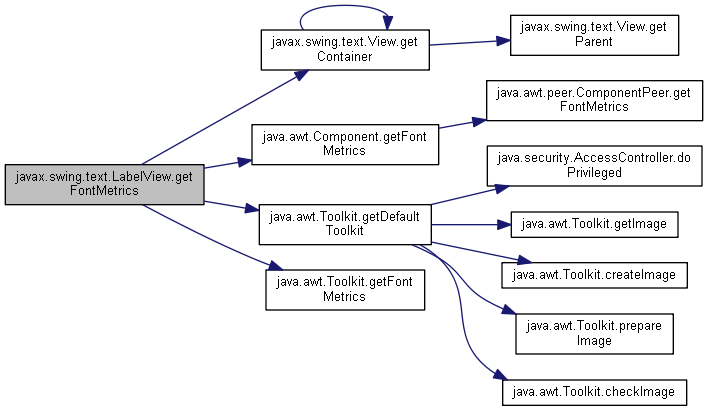 javax.swing.text.View.get
Container
javax.swing.text.View.get
Parent
java.awt.peer.ComponentPeer.get
FontMetrics
java.awt.Component.getFont
Metrics
java.security.AccessController.do
Privileged
javax.swing.text.LabelView.get
FontMetrics
java.awt.Toolkit.getDefault
Toolkit
java.awt.Toolkit.getImage
java.awt.Toolkit.createImage
java.awt.Toolkit.getFont
Metrics
java.awt.Toolkit.prepare
Image
java.awt.Toolkit.checkImage